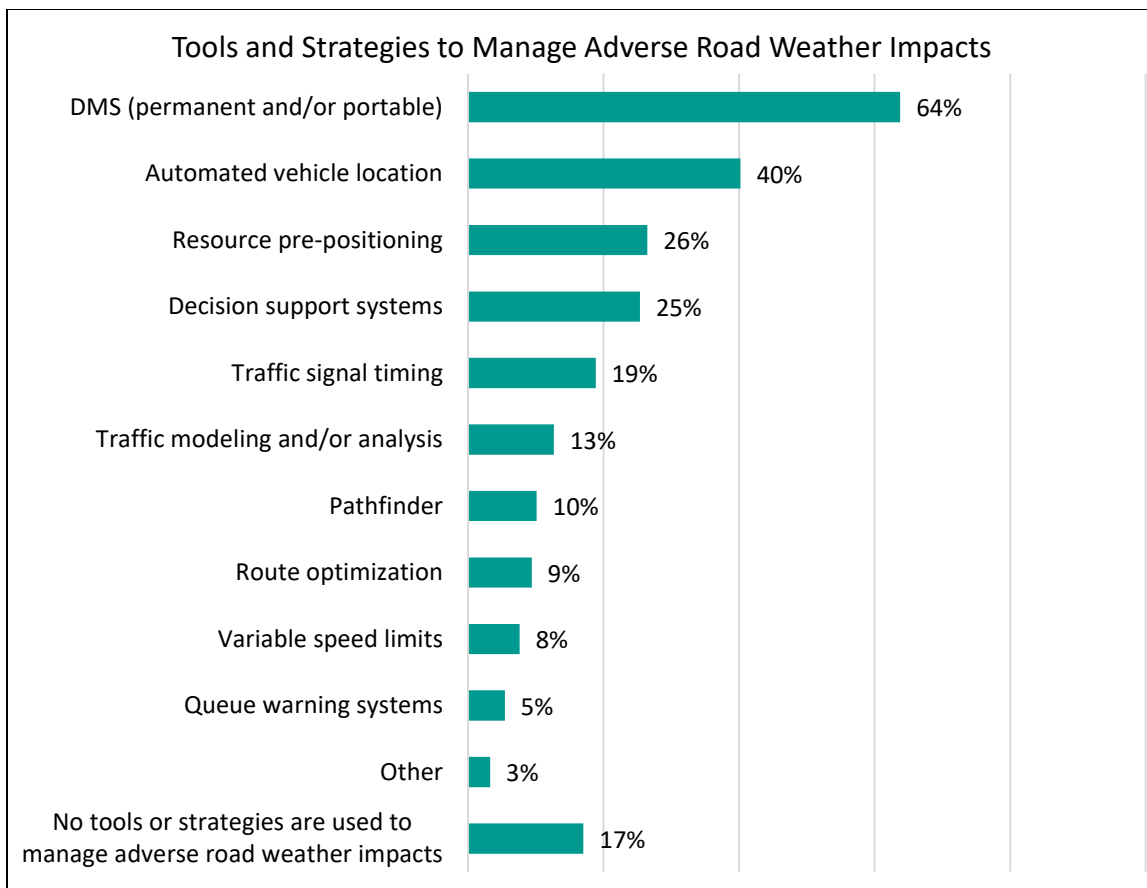 Tools and Strategies to Manage Adverse Road Weather Impacts
DMS (permanent and/or portable) 64%
Automated vehicle location 40%
Resource pre-positioning 26%
Decision support systems 25%
Traffic signal timing 19%
Traffic modeling and/or analysis 13%
Pathfinder 10%
Route optimization 9%
Variable speed limits 8%
Queue warning systems 5%
Other 3%
No tools or strategies are used to
manage adverse road weather impacts 17%